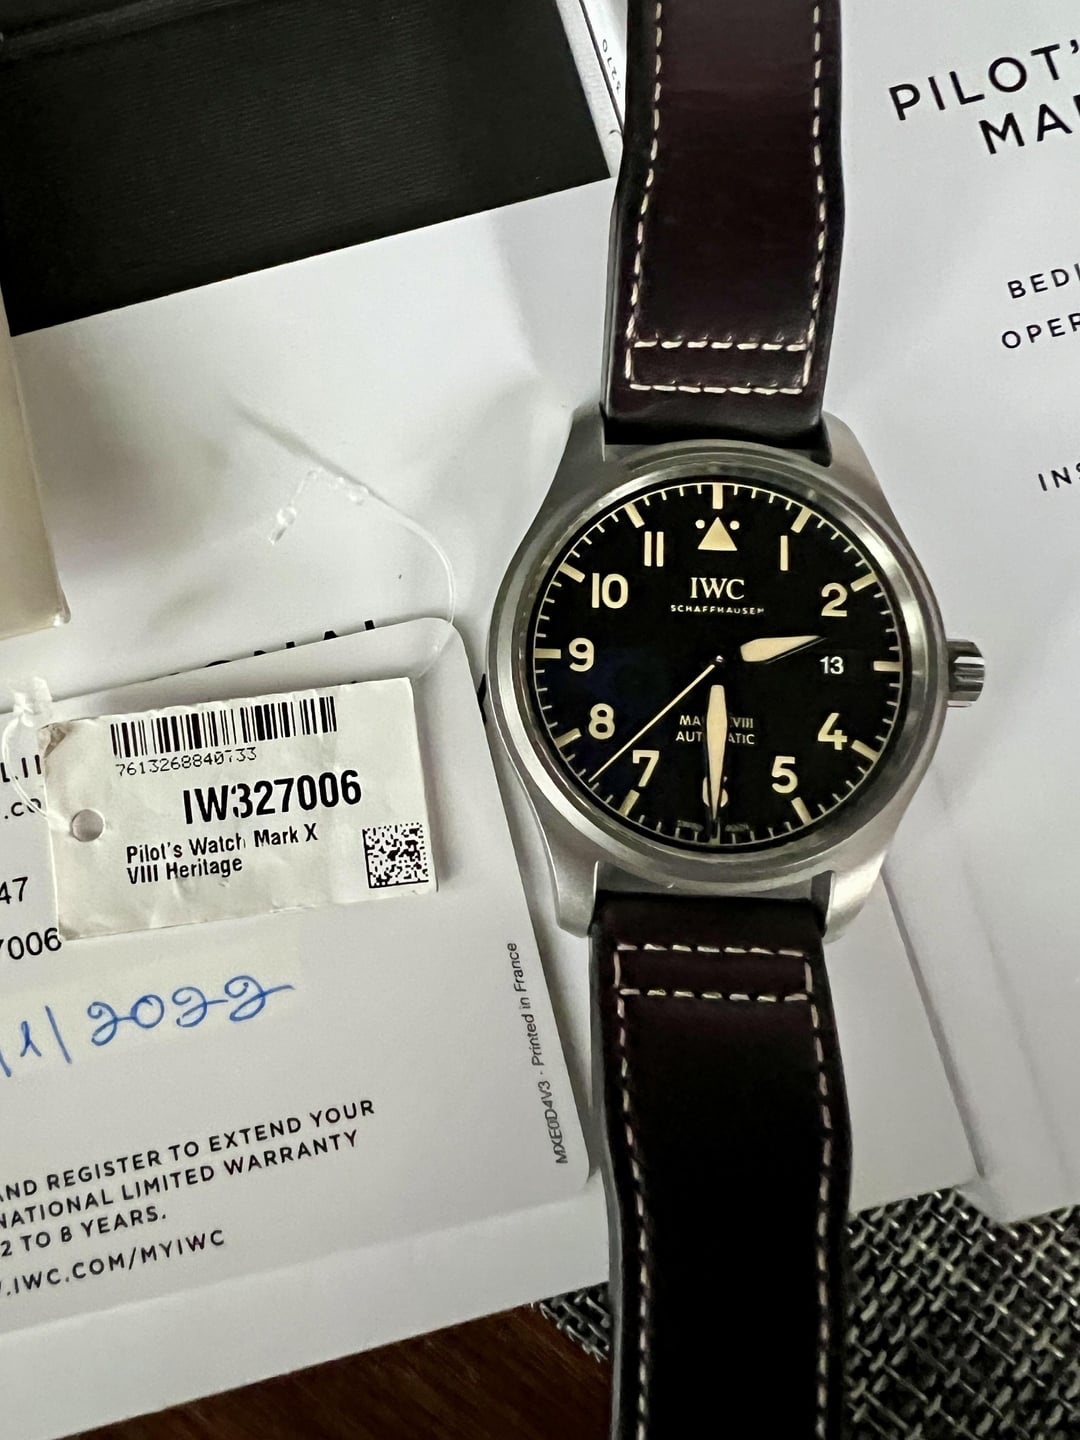 PILOT'
MA
BEDI
OPER
INS
11
1
10
2
9
13
8
4
7
5
IWC
SCHAFFHAUSEN
AUTOMATIC
7613268840733
IW327006
Pilot's Watch Mark X
VIII Heritage
47
7006
/1/2022
AND REGISTER TO EXTEND YOUR
NATIONAL LIMITED WARRANTY
2 TO 8 YEARS.
.IWC.COM/MYIWC
MXE0D4V3 · Printed in France